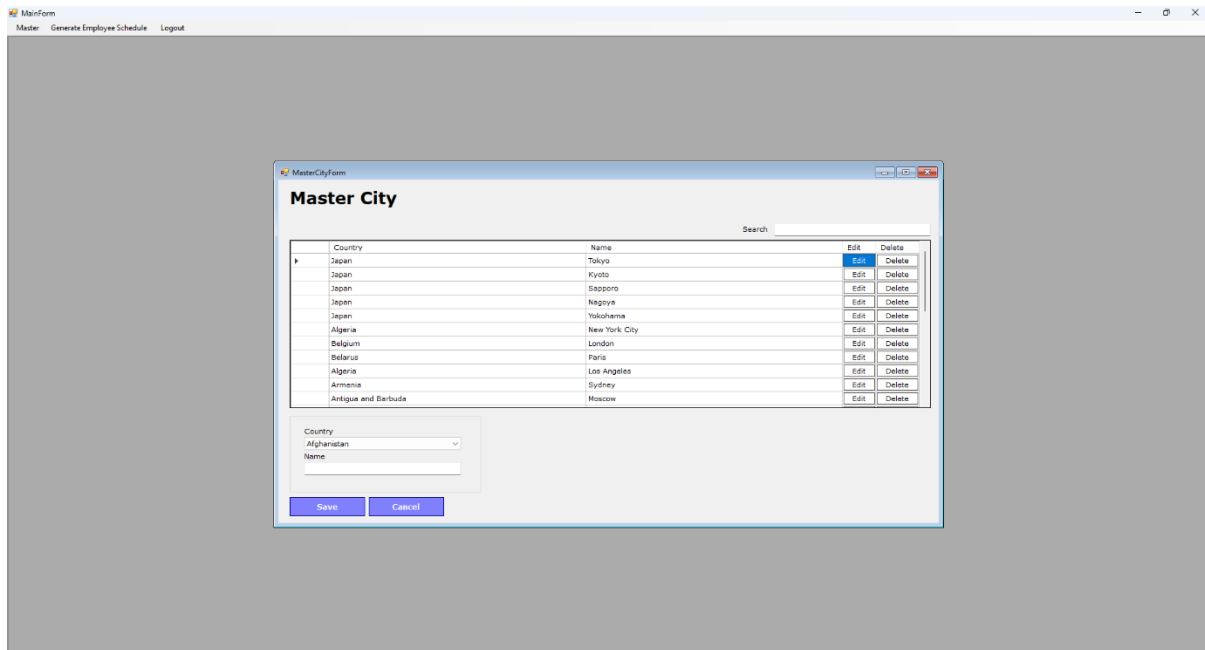 MainForm
Master Generate Employee Schedule Logout
MasterCityForm
Master City
Search
Country Name Edit Delete
Japan Tokyo Edit Delete
Japan Kyoto Edit Delete
Japan Sapporo Edit Delete
Japan Nagoya Edit Delete
Japan Yokohama Edit Delete
Algeria New York City Edit Delete
Belgium London Edit Delete
Belarus Paris Edit Delete
Algeria Los Angeles Edit Delete
Armenia Sydney Edit Delete
Antigua and Barbuda Moscow Edit Delete
Country
Afghanistan
Name
Save Cancel